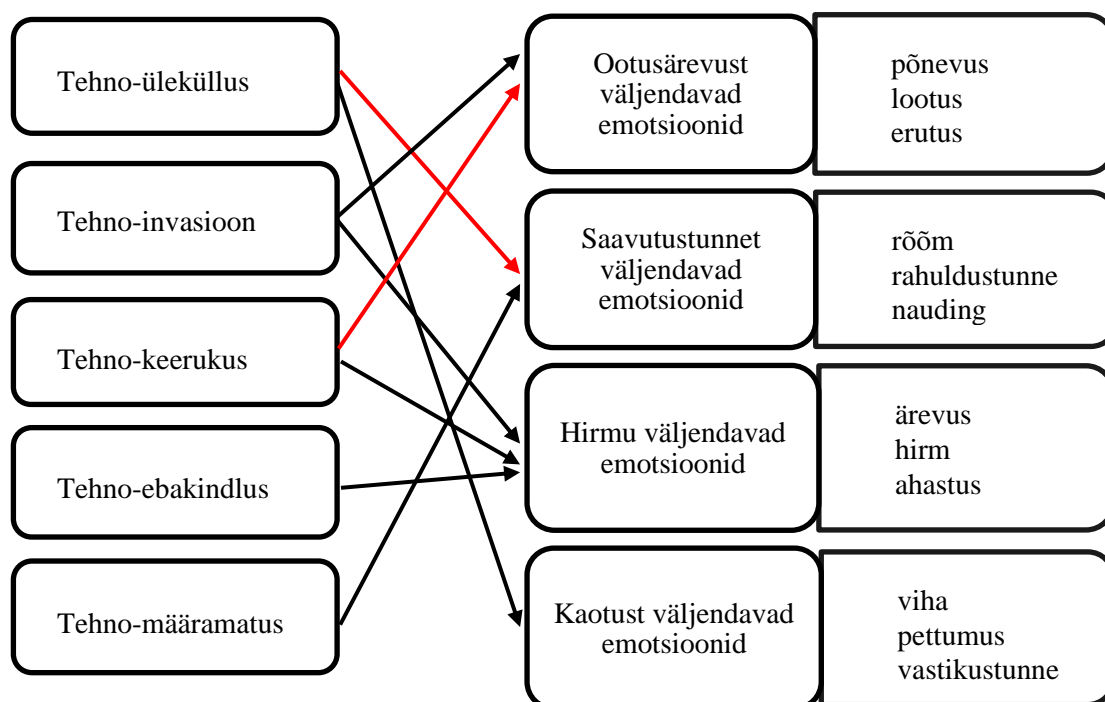 Tehno-üleküllus
Tehno-invasioon
Tehno-keerukus
Tehno-ebakindlus
Tehno-määramatus
Ootusärevust
väljendavad
emotsioonid
põnevus
lootus
erutus
Saavutustunnet
väljendavad
emotsioonid
rõõm
rahuldustunne
nauding
Hirmu väljendavad
emotsioonid
ärevus
hirm
ahastus
Kaotust väljendavad
emotsioonid
viha
pettumus
vastikustunne